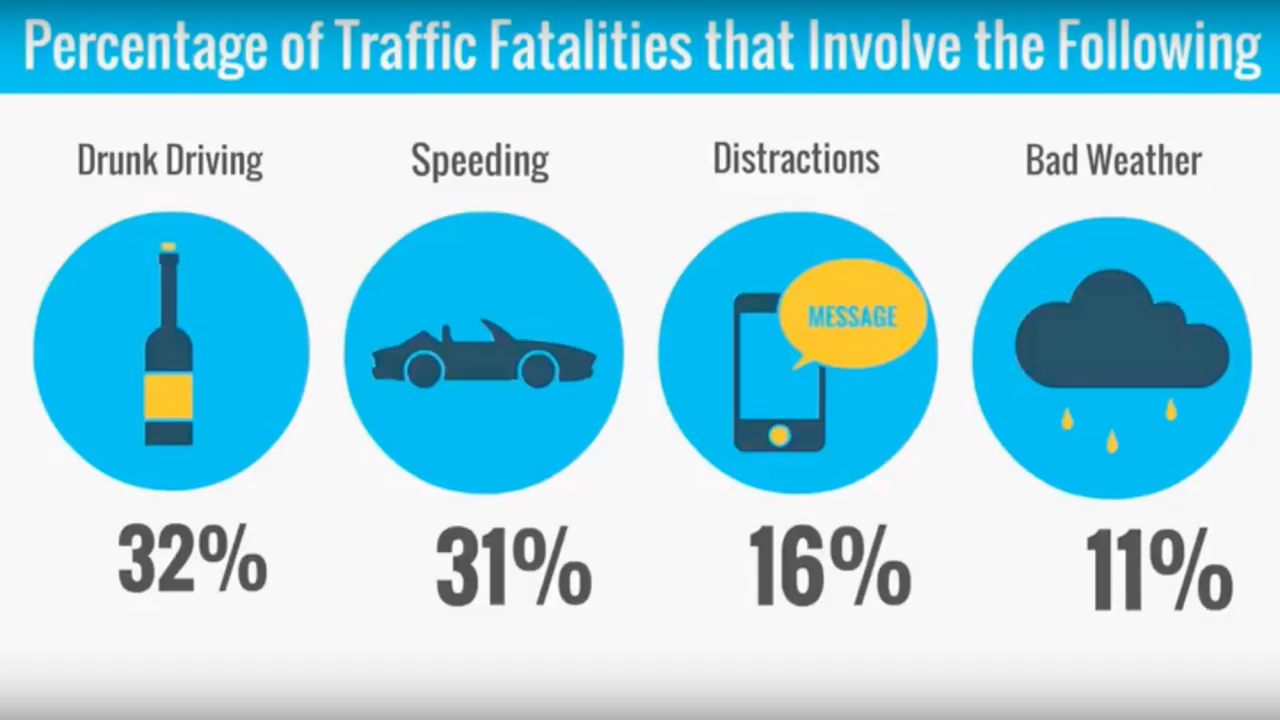 Percentage of Traffic Fatalities that Involve the Following
Drunk Driving
Speeding
Distractions
Bad Weather
MESSAGE
32%
31%
16%
11%